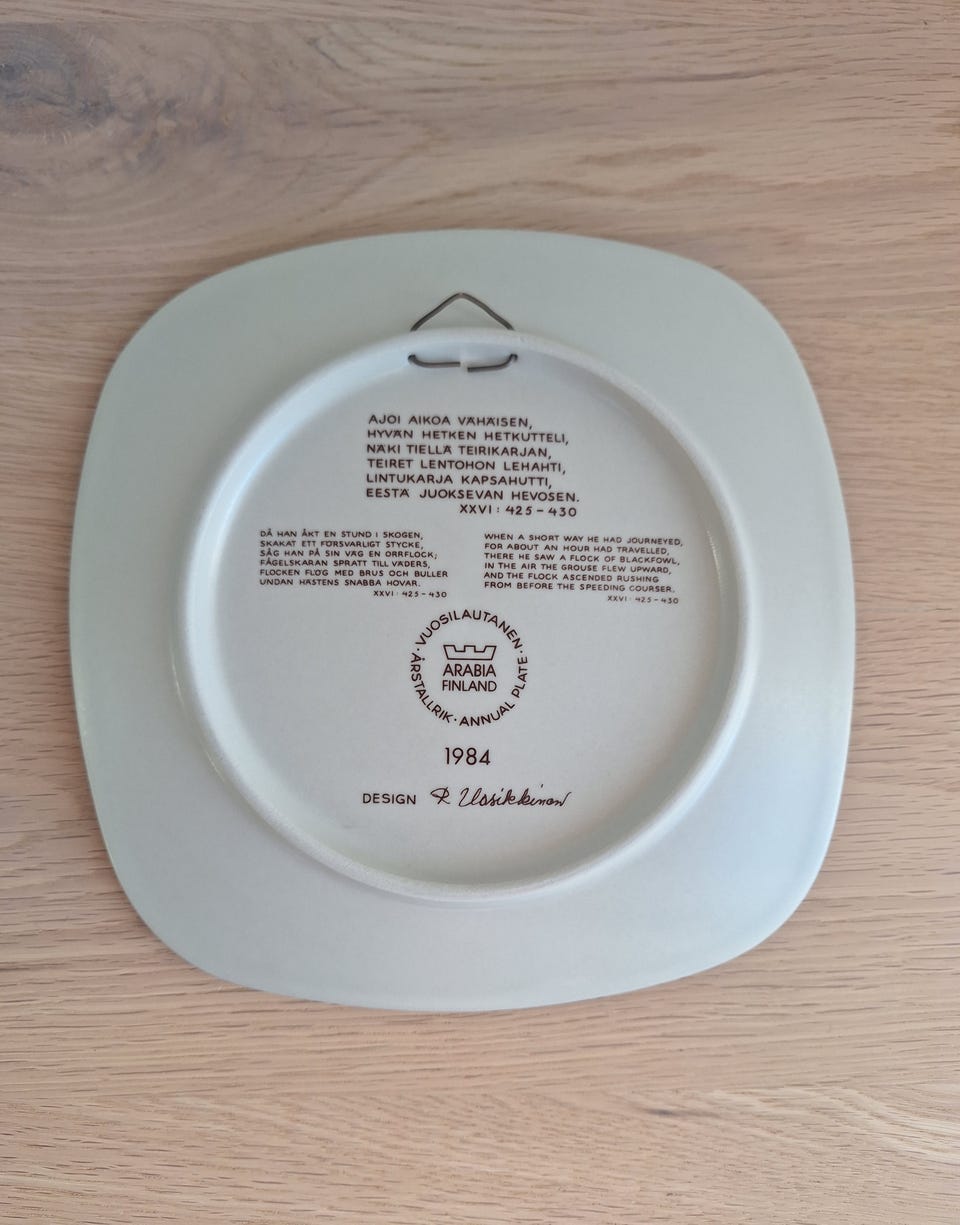 AJOI AIKOA VÄHÄISEN,
HYVÄN HETKEN HETKUTTELI,
NÄKI TIELLÄ TEIRIKARJAN,
TEIRET LENTOHON LEHAHTI,
LINTUKARJA KAPSAHUTTI,
EESTÄ JUOKSEVAN HEVOSEN.
XXVI : 425 – 430
DÅ HAN ÅKT EN STUND I SKOGEN,
SKAKAT ETT FÖRSVARLIGT STYCKE,
SÅG HAN PÅ SIN VÄG EN ORRFLOCK;
FÅGELSKARAN SPRATT TILL VÄDERS,
FLOCKEN FLÖG MED BRUS OCH BULLER
UNDAN HÄSTENS SNABBA HOVAR.
XXVI : 425 – 430
WHEN A SHORT WAY HE HAD JOURNEYED,
FOR ABOUT AN HOUR HAD TRAVELLED,
THERE HE SAW A FLOCK OF BLACKFOWL,
IN THE AIR THE GROUSE FLEW UPWARD,
AND THE FLOCK ASCENDED RUSHING
FROM BEFORE THE SPEEDING COURSER.
XXVI : 425 – 430
· VUOSILAUTANEN · ANNUAL PLATE · ÅRSTALLRIK
ARABIA
FINLAND
1984
DESIGN R Uosikkinen